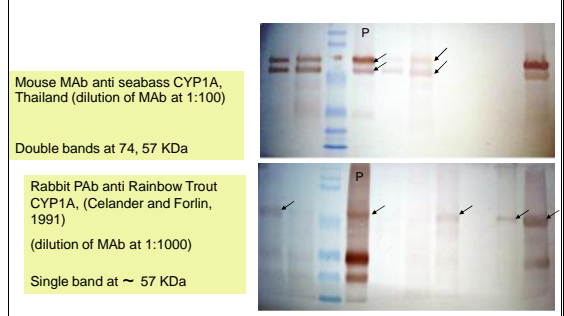 P
Mouse MAb anti seabass CYP1A,
Thailand (dilution of MAb at 1:100)
Double bands at 74, 57 KDa
P
Rabbit PAb anti Rainbow Trout
CYP1A, (Celander and Forlin,
1991)
(dilution of MAb at 1:1000)
Single band at ~ 57 KDa